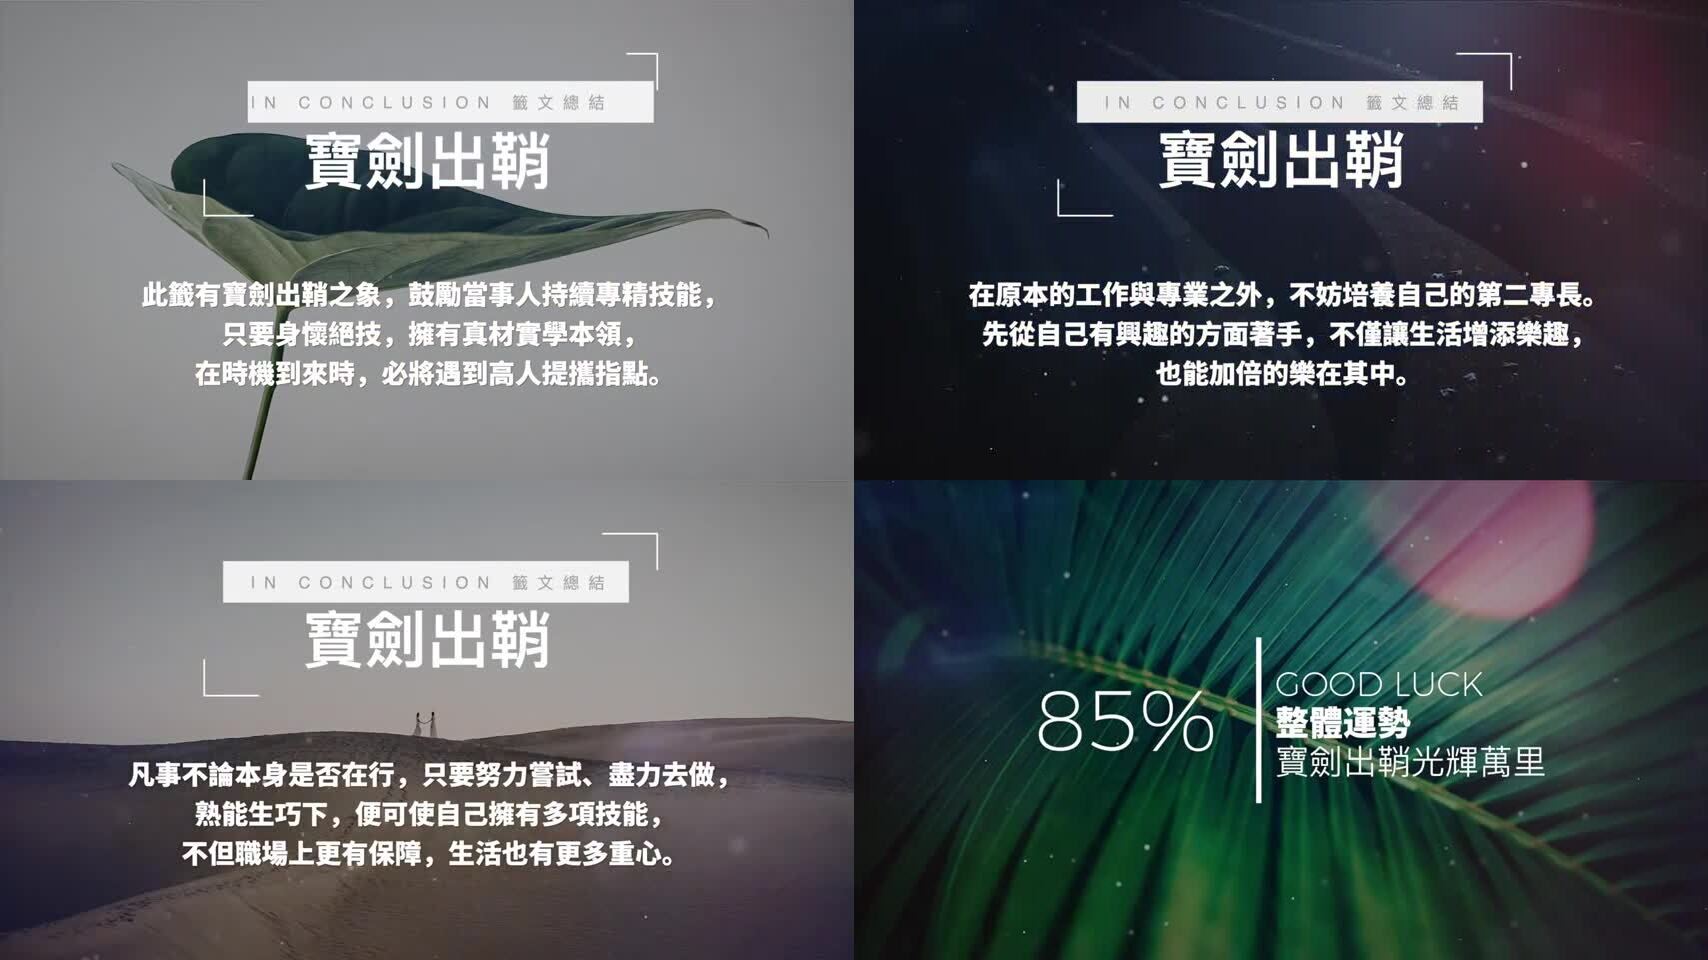 IN CONCLUSION 籤文總結
寶劍出鞘
此籤有寶劍出鞘之象，鼓勵當事人持續專精技能，
只要身懷絕技，擁有真材實學本領，
在時機到來時，必將遇到高人提攜指點。
IN CONCLUSION 籤文總結
寶劍出鞘
在原本的工作與專業之外，不妨培養自己的第二專長。
先從自己有興趣的方面著手，不僅讓生活增添樂趣，
也能加倍的樂在其中。
IN CONCLUSION 籤文總結
寶劍出鞘
凡事不論本身是否在行，只要努力嘗試、盡力去做，
熟能生巧下，便可使自己擁有多項技能，
不但職場上更有保障，生活也有更多重心。
85%
GOOD LUCK
整體運勢
寶劍出鞘光輝萬里